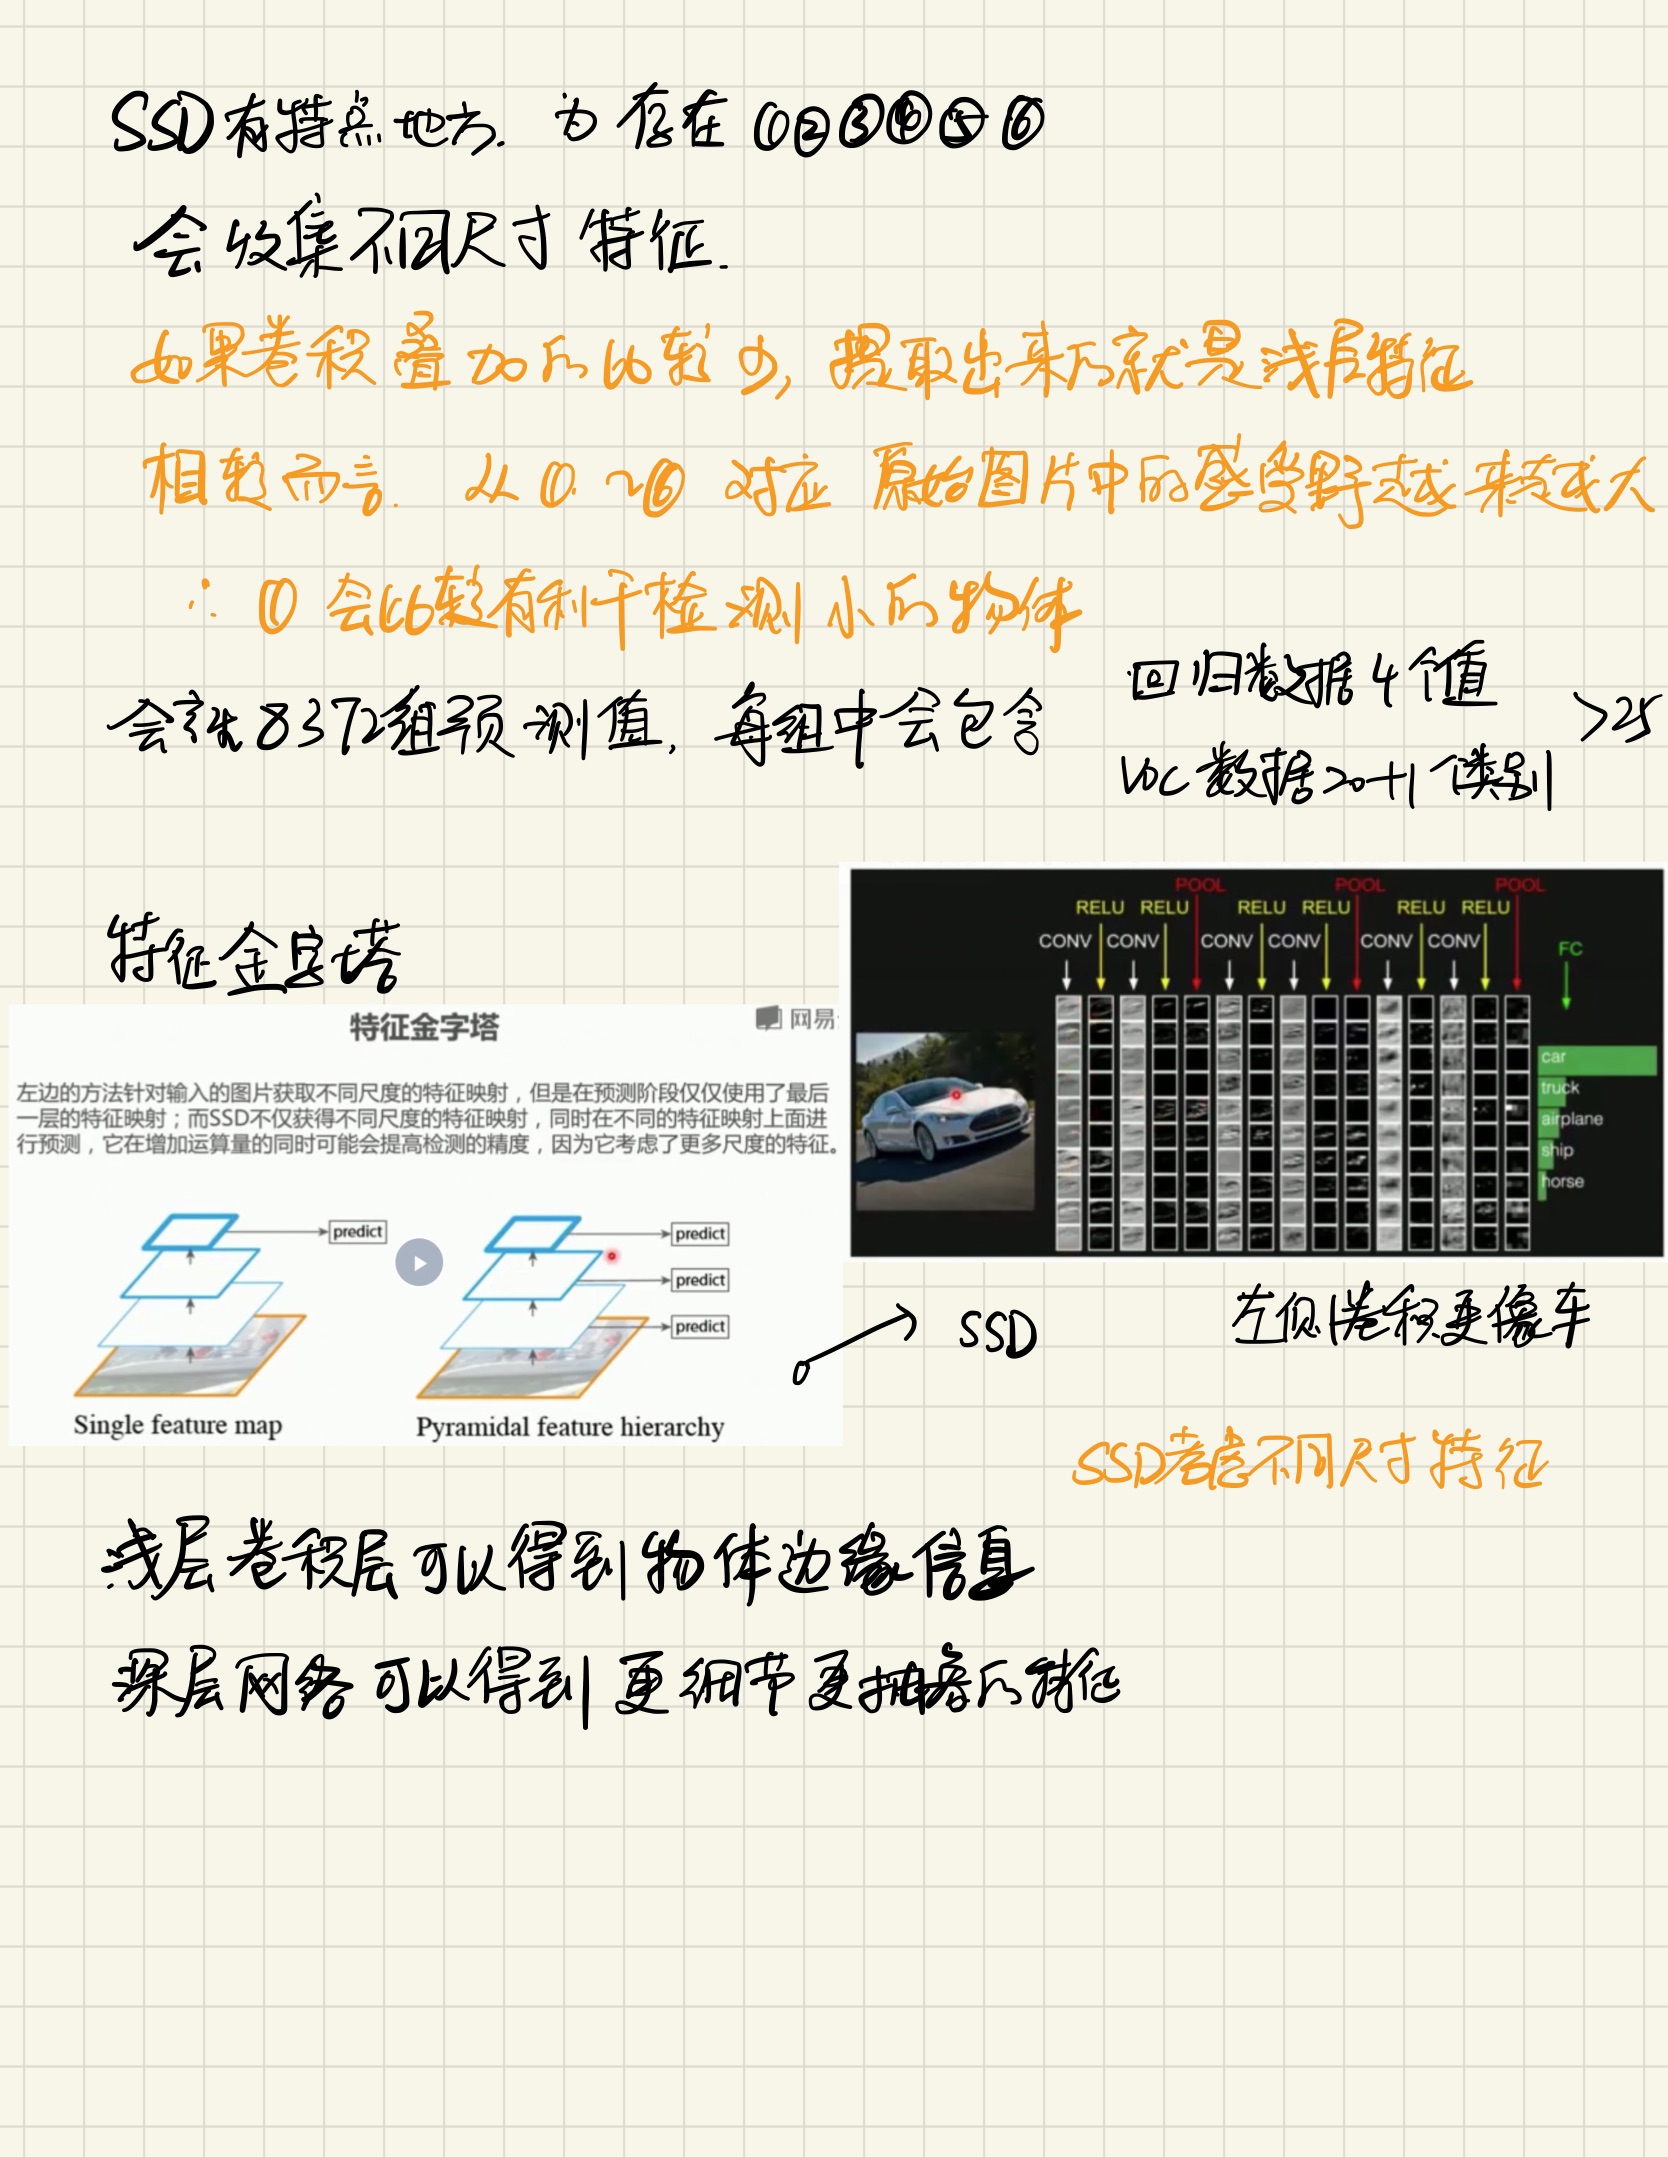 SSD有特点地方. 为存在①②③④⑤⑥
会收集不同尺寸特征.
如果卷积叠加的比较少, 提取出来的就是浅层特征
相较而言. 从①~⑥ 对应 原始图片中的感受野越来越大
∴ ① 会比较有利于检测小的物体
会 8372组预测值, 每组中会包含
回归数据4个值
VOC数据20+1个类别
>25
特征金字塔
特征金字塔
网易
左边的方法针对输入的图片获取不同尺度的特征映射，但是在预测阶段仅仅使用了最后
一层的特征映射；而SSD不仅获得不同尺度的特征映射，同时在不同的特征映射上面进
行预测，它在增加运算量的同时可能会提高检测的精度，因为它考虑了更多尺度的特征。
predict
predict
predict
predict
Single feature map
Pyramidal feature hierarchy
POOL POOL POOL
RELU RELU RELU RELU RELU RELU
CONV CONV CONV CONV CONV CONV
FC
car
truck
airplane
ship
horse
SSD
左侧卷积更像车
SSD考虑不同尺寸特征
浅层卷积层可以得到物体边缘信息
深层网络可以得到更细节更抽象的特征